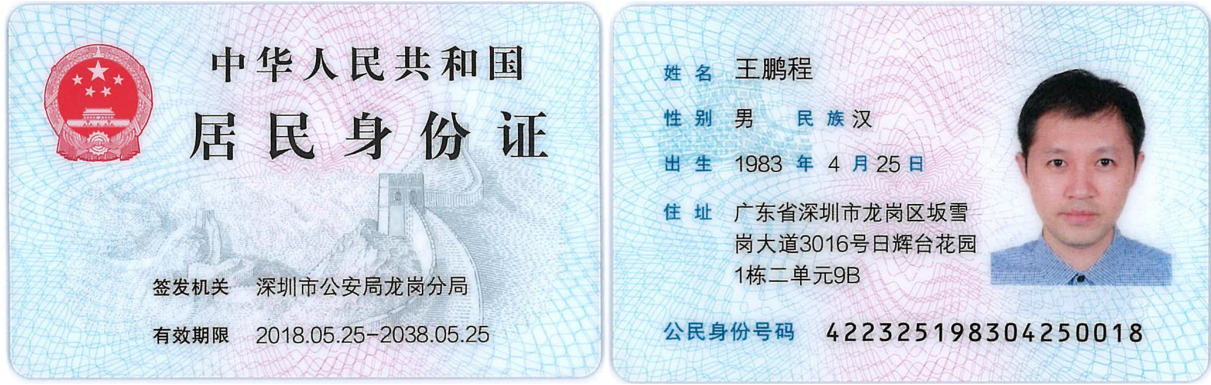 中华人民共和国
居民身份证
签发机关 深圳市公安局龙岗分局
有效期限 2018.05.25-2038.05.25
姓名 王鹏程
性别 男 民族 汉
出生 1983 年 4 月 25 日
住址 广东省深圳市龙岗区坂雪
岗大道3016号日辉台花园
1栋二单元9B
公民身份号码 422325198304250018